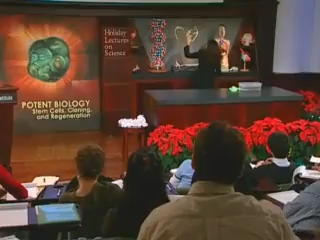 Holiday
Lectures
on
Science
POTENT BIOLOGY
Stem Cells, Cloning,
and Regeneration